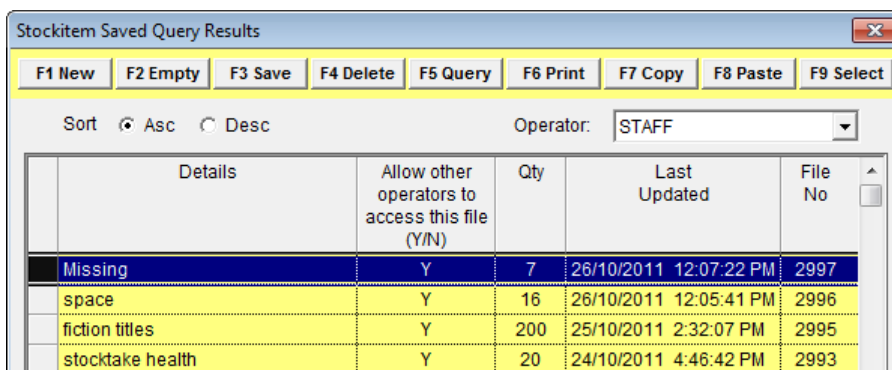 Stockitem Saved Query Results
F1 New F2 Empty F3 Save F4 Delete F5 Query F6 Print F7 Copy F8 Paste F9 Select
Sort Asc Desc Operator: STAFF
Details Allow other Qty Last File
operators to Updated No
access this file
(Y/N)
Missing Y 7 26/10/2011 12:07:22 PM 2997
space Y 16 26/10/2011 12:05:41 PM 2996
fiction titles Y 200 25/10/2011 2:32:07 PM 2995
stocktake health Y 20 24/10/2011 4:46:42 PM 2993